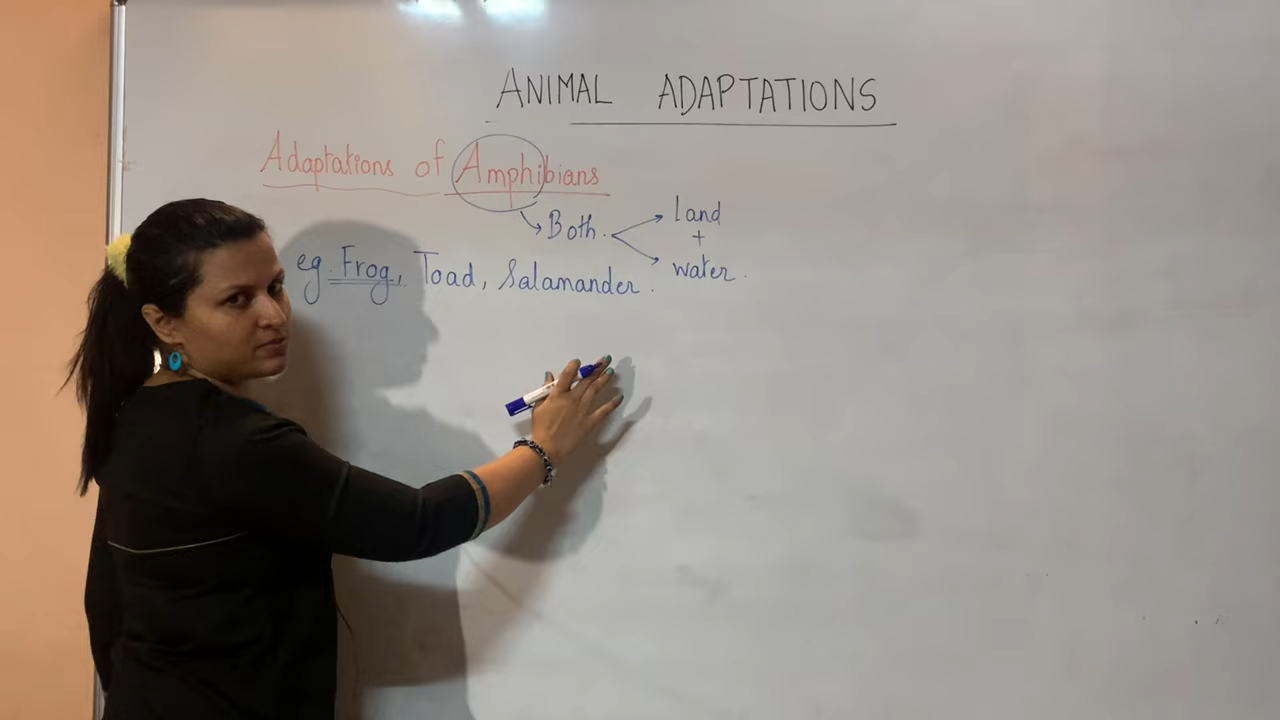 ANIMAL ADAPTATIONS
Adaptations of Amphibians
Both. land
+
water.
eg. Frog, Toad, Salamander.